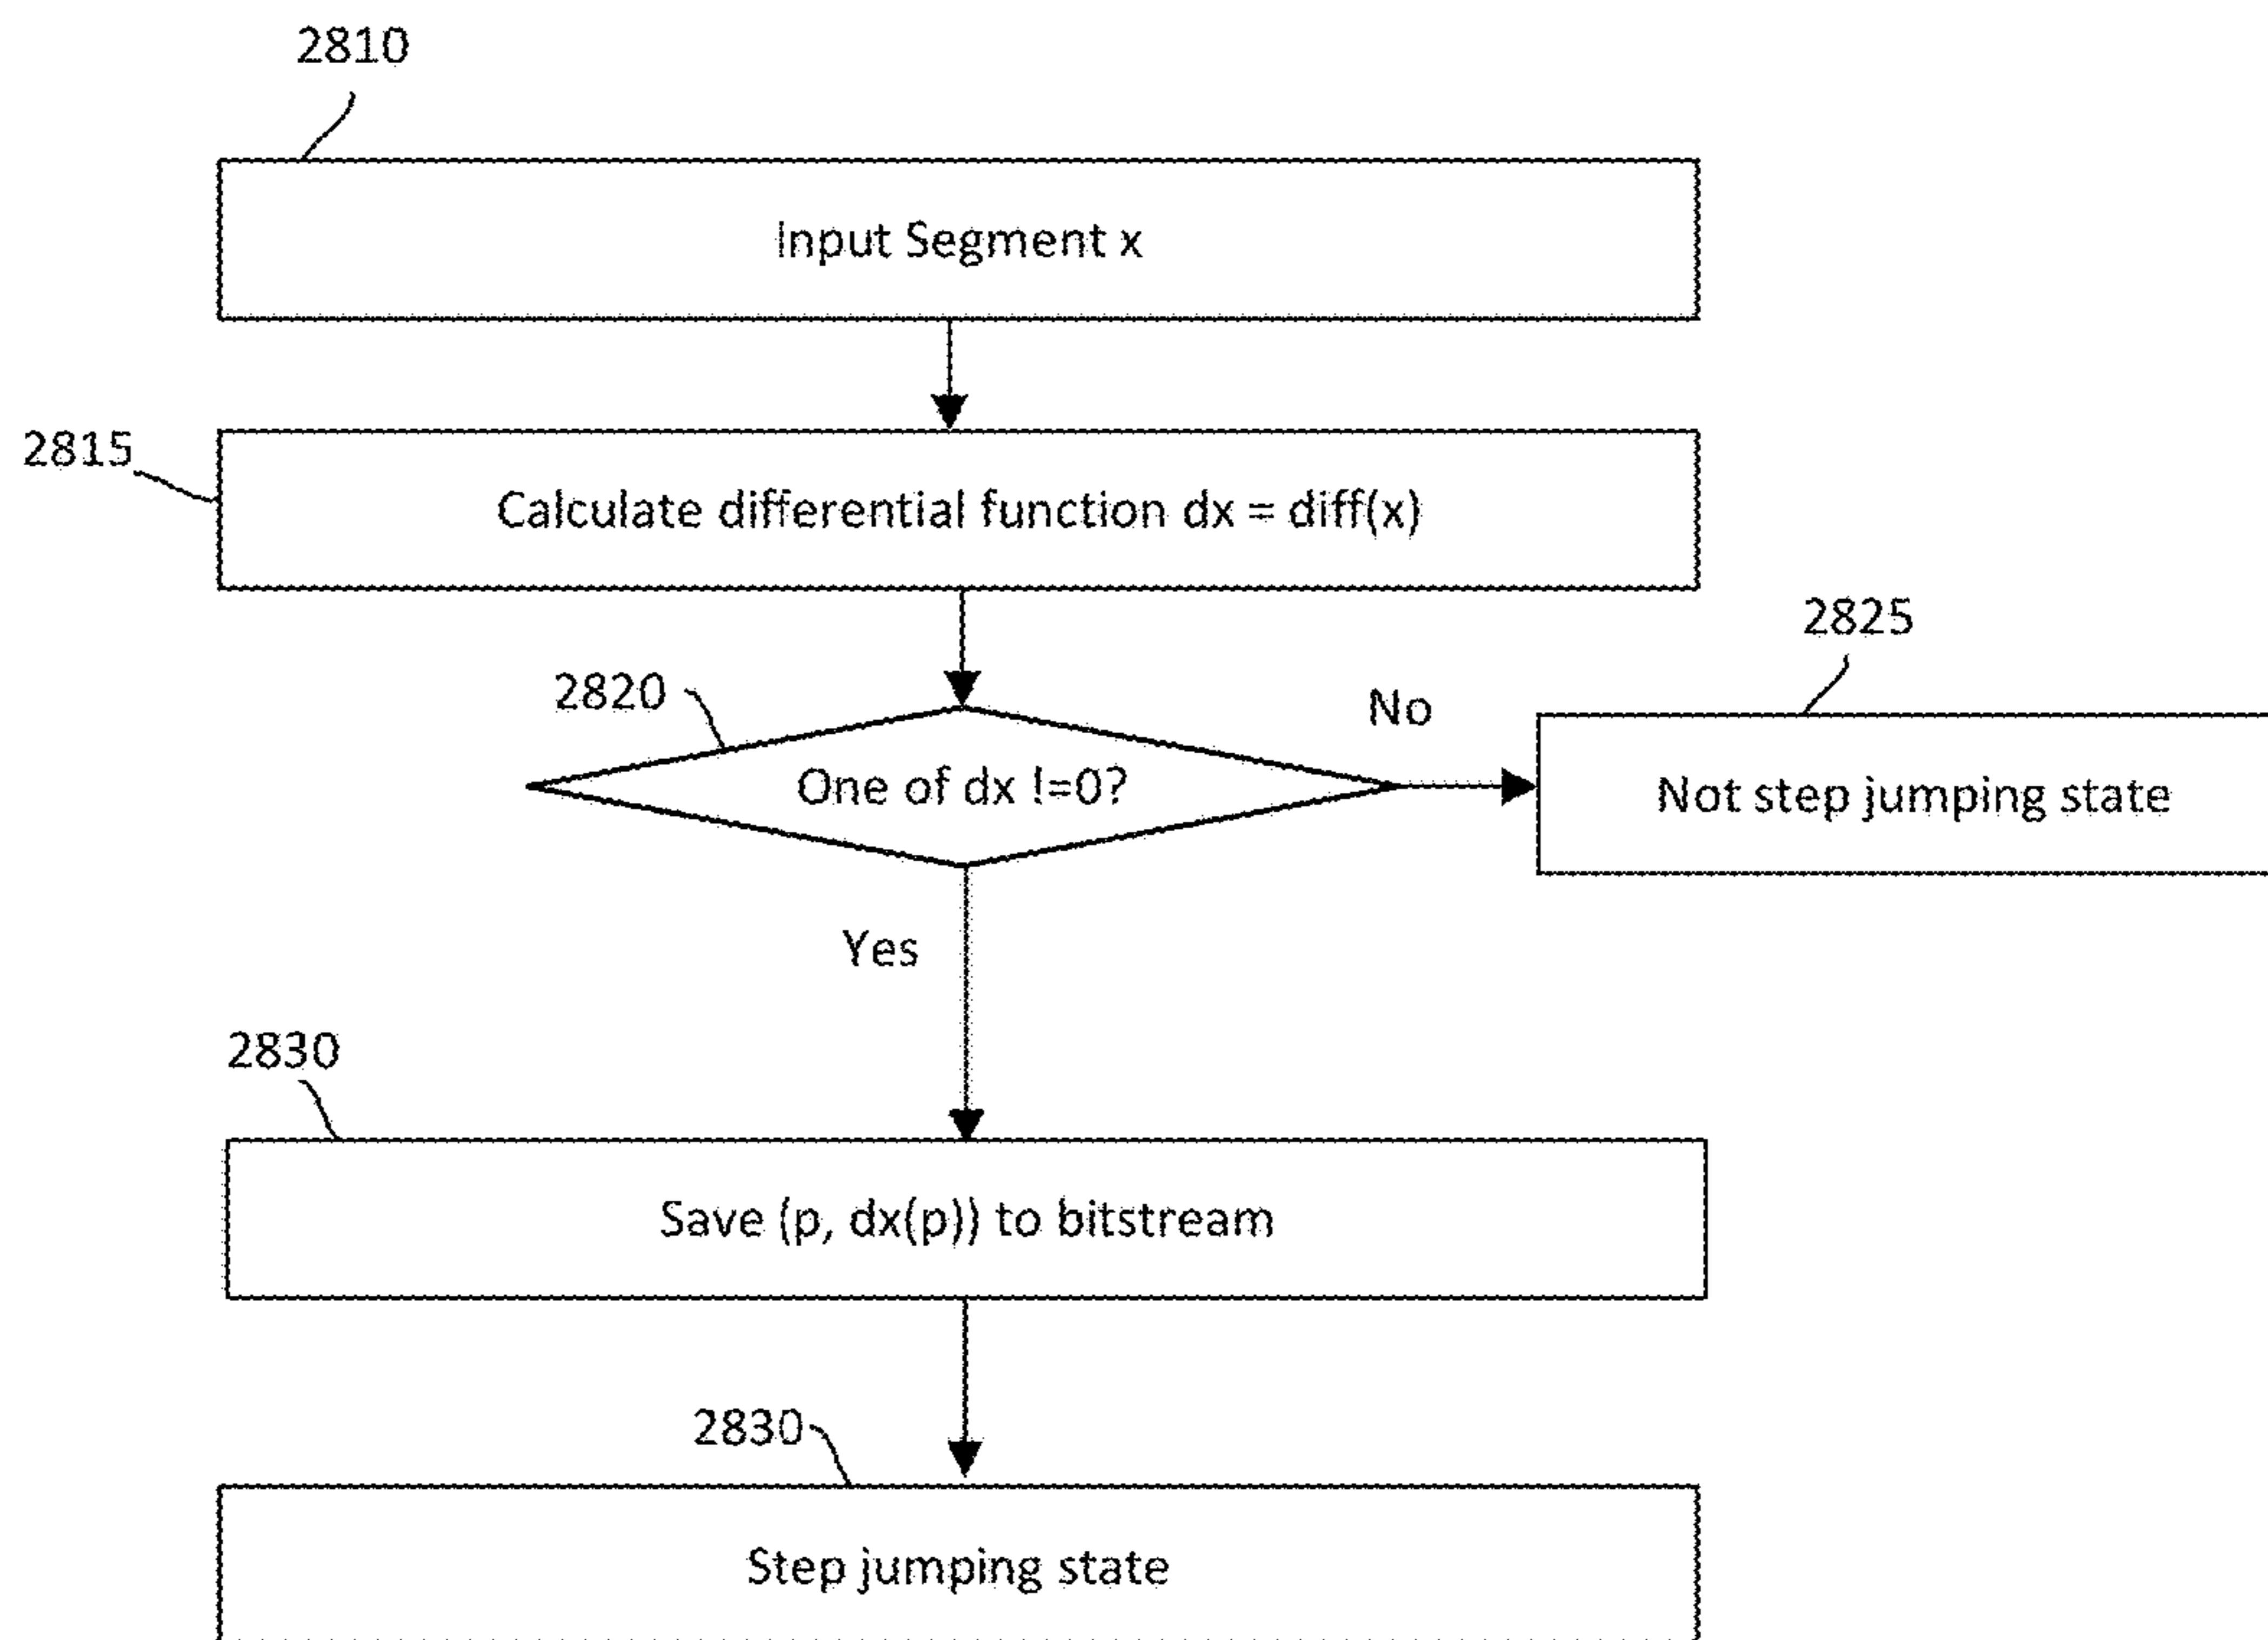 2810
Input Segment x
2815
Calculate differential function dx = diff(x)
2825
2820
No
One of dx !=0?
Not step jumping state
Yes
2830
Save (p, dx(p)) to bitstream
2830
Step jumping state